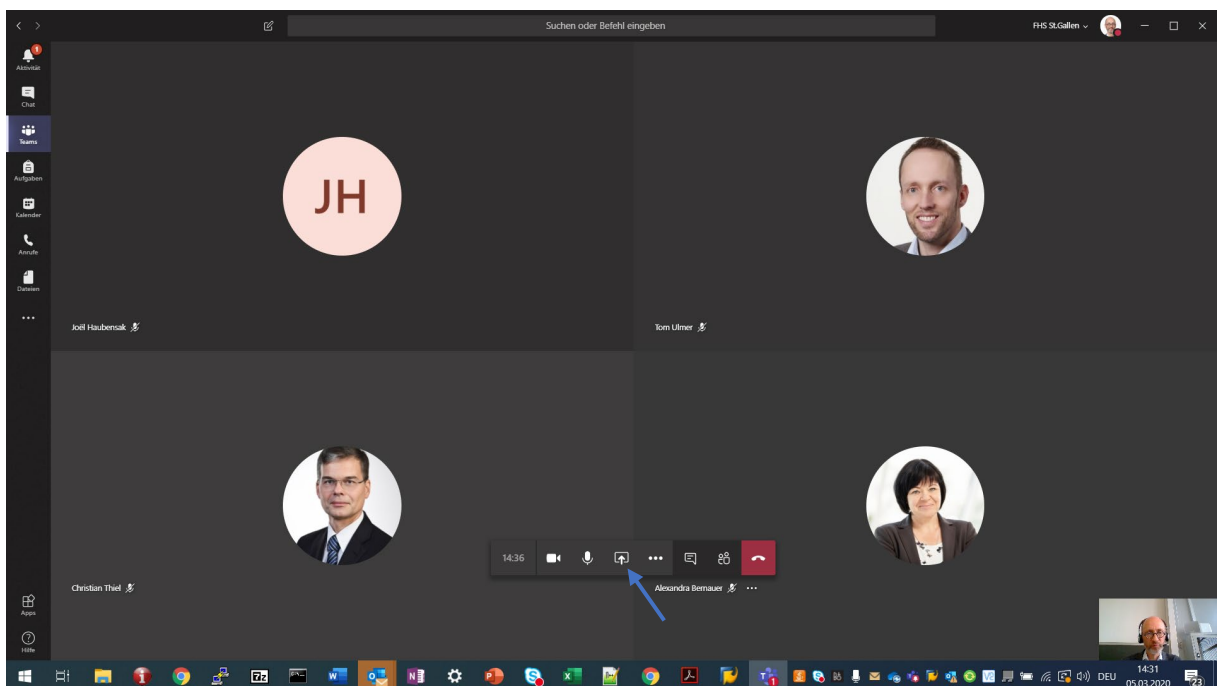 Suchen oder Befehl eingeben
FHS St.Gallen
1
Aktivität
Chat
Teams
Aufgaben
Kalender
Anrufe
Dateien
JH
Joël Haubensak
Tom Ulmer
14:36
Christian Thiel
Alexandra Bernauer
Apps
Hilfe
14:31
DEU
05.03.2020
23